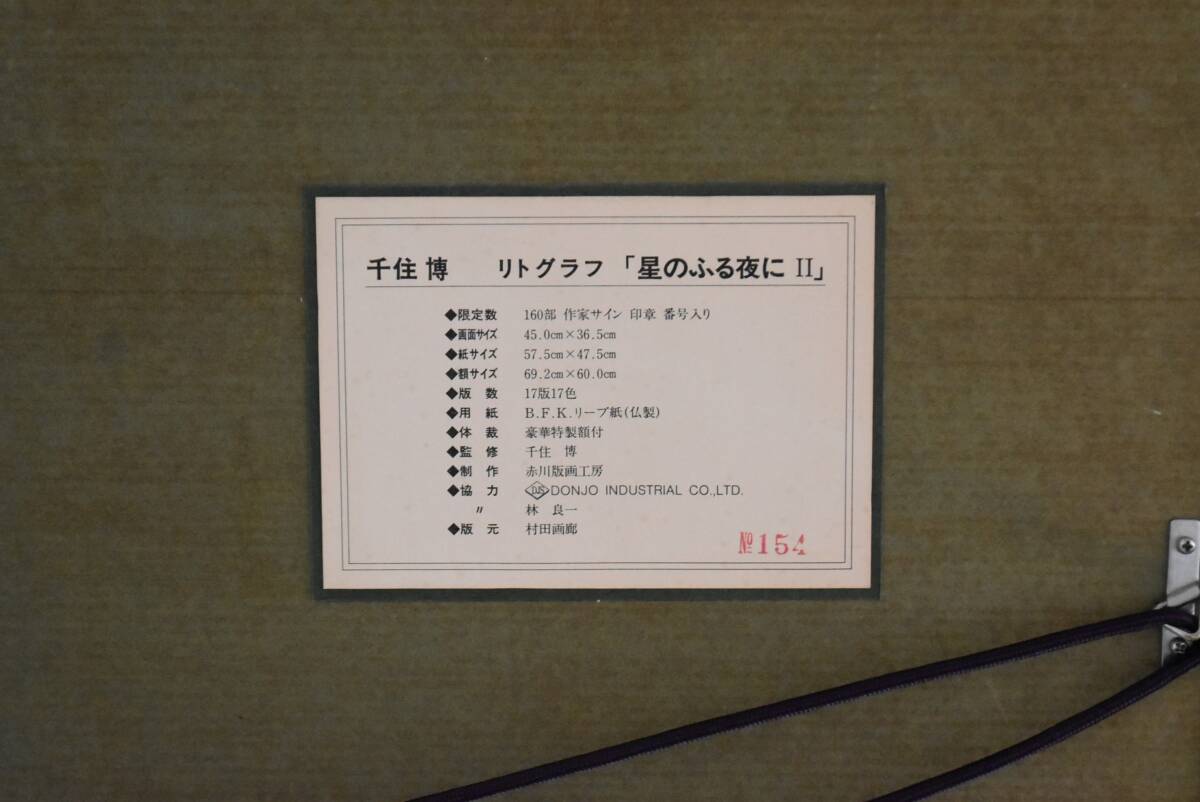 千住 博 リトグラフ 「星のふる夜に II」
◆限定数 160部 作家サイン 印章 番号入り
◆画面サイズ 45.0cm×36.5cm
◆紙サイズ 57.5cm×47.5cm
◆額サイズ 69.2cm×60.0cm
◆版 数 17版17色
◆用 紙 B.F.K.リーブ紙(仏製)
◆体 裁 豪華特製額付
◆監 修 千住 博
◆制 作 赤川版画工房
◆協 力 DJS DONJO INDUSTRIAL CO.,LTD.
〃 林 良一
◆版 元 村田画廊
№154